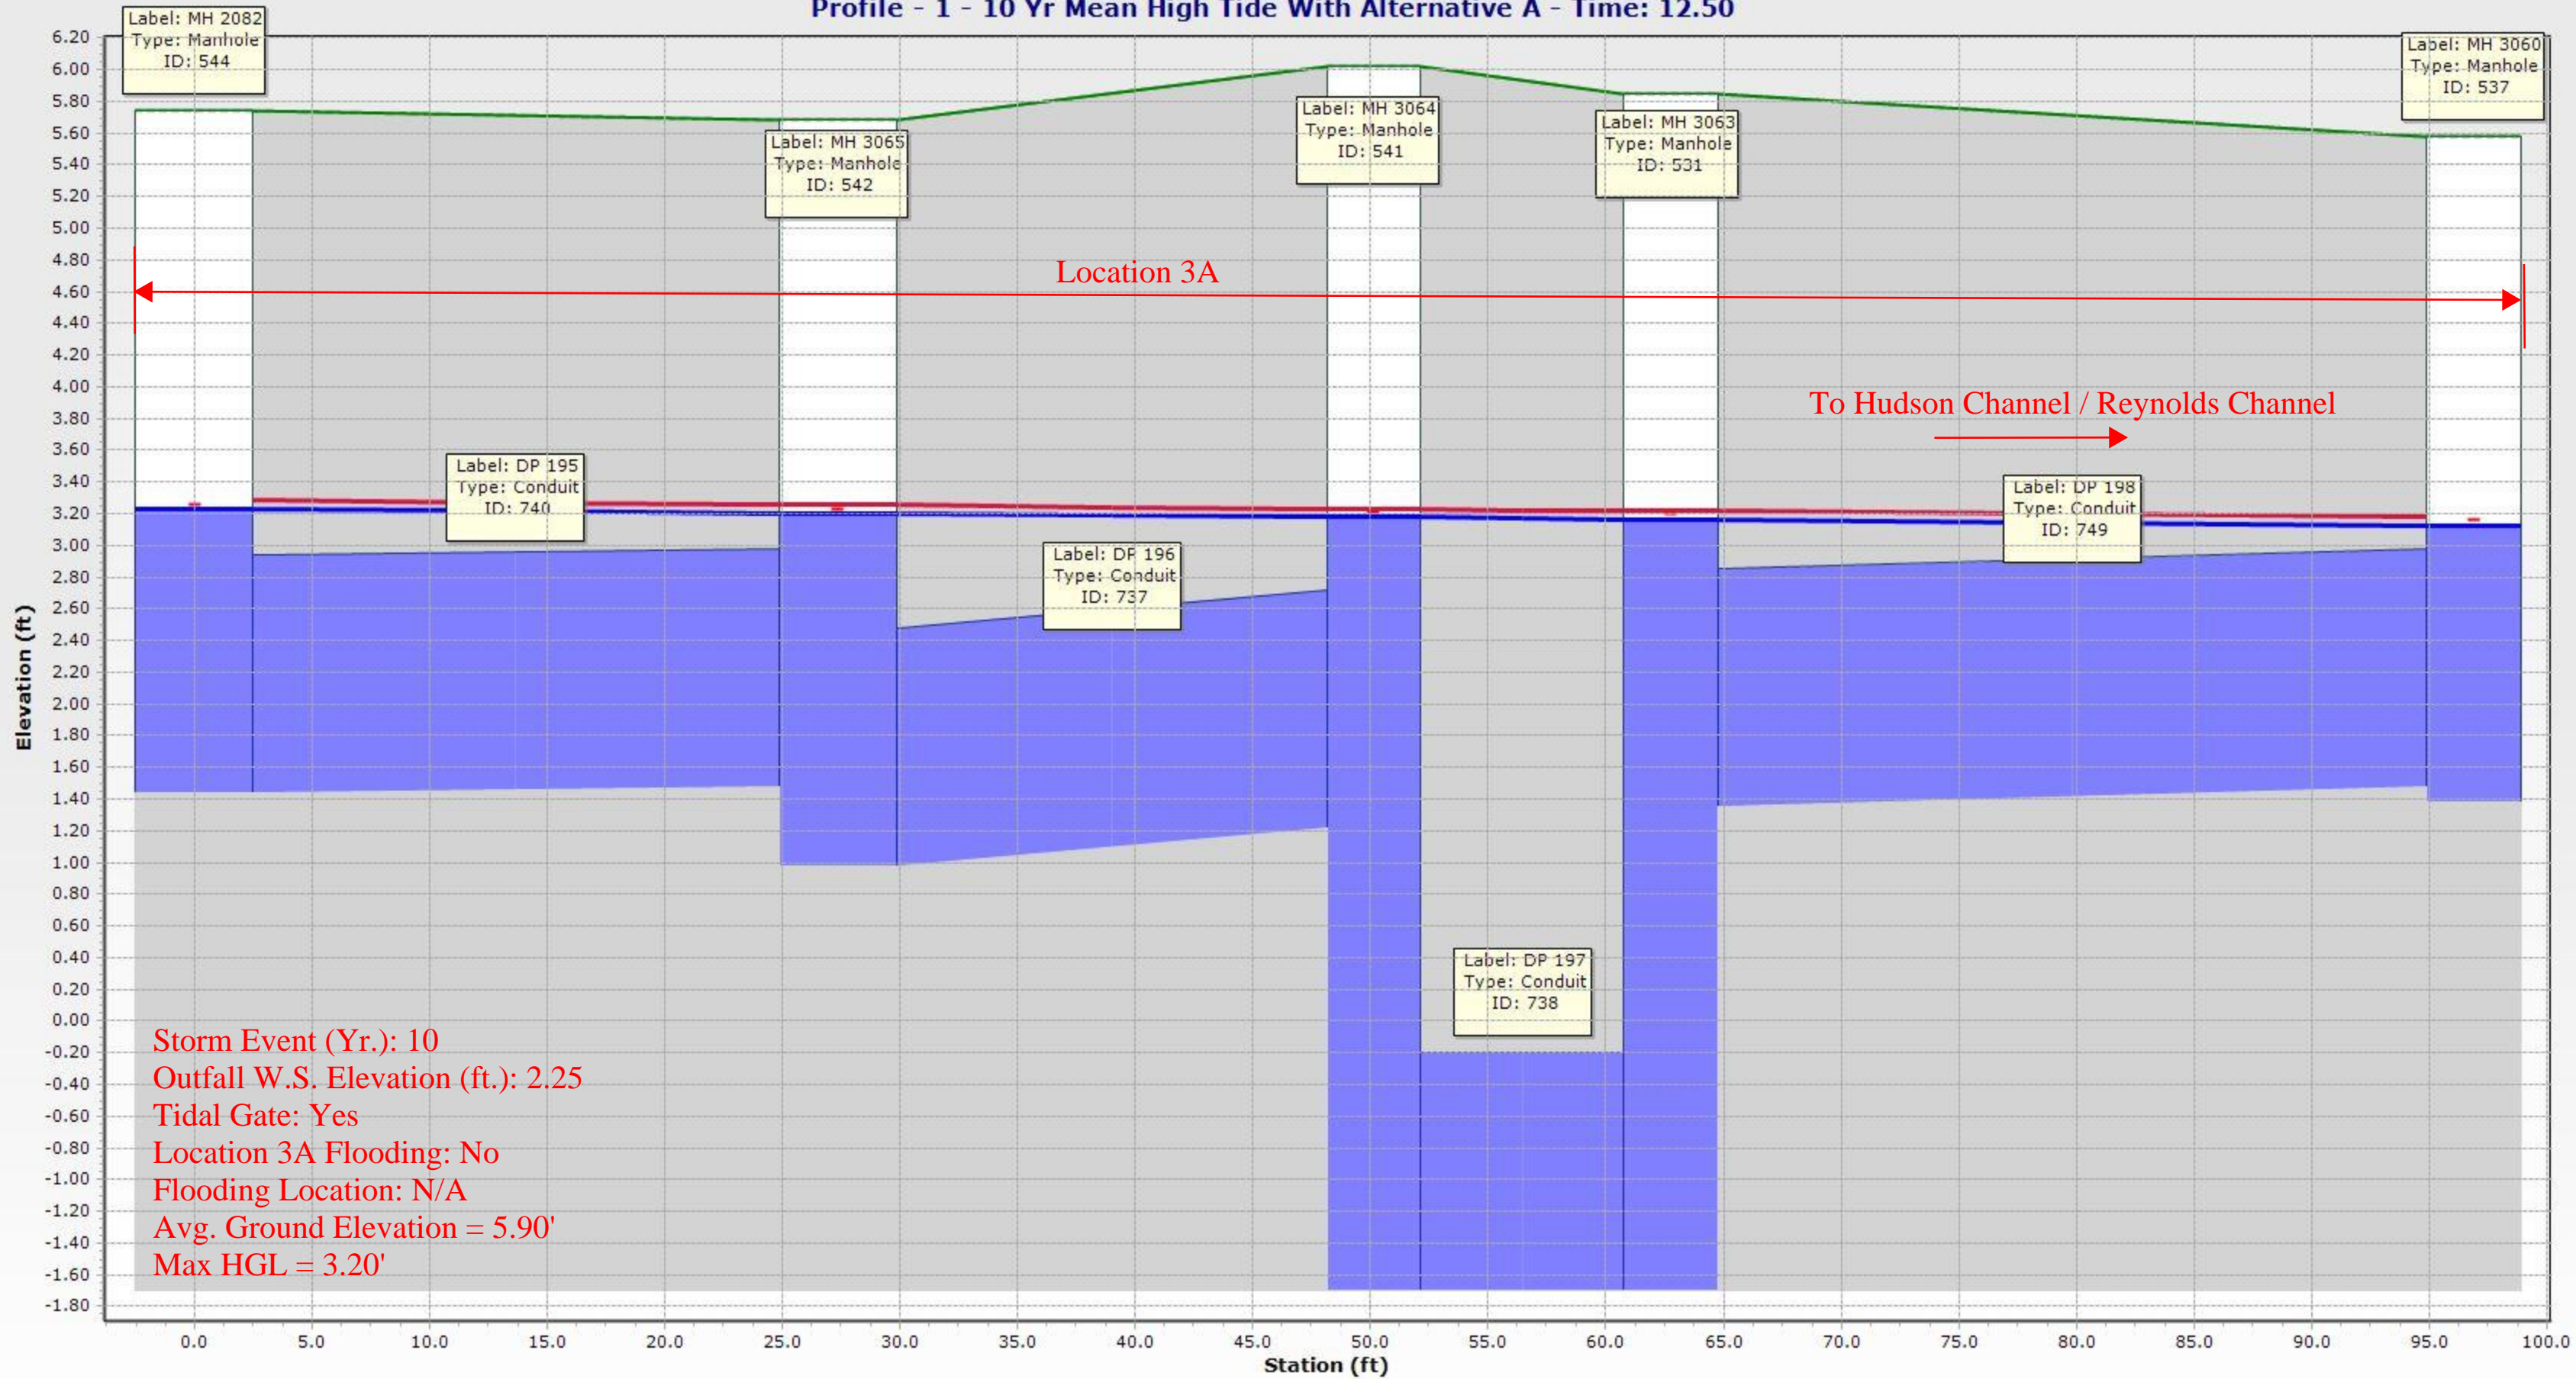 Profile - 1 - 10 Yr Mean High Tide With Alternative A - Time: 12.50
Label: MH 2082
Type: Manhole
ID: 544
Label: MH 3065
Type: Manhole
ID: 542
Label: MH 3064
Type: Manhole
ID: 541
Label: MH 3063
Type: Manhole
ID: 531
Label: MH 3060
Type: Manhole
ID: 537
Location 3A
To Hudson Channel / Reynolds Channel
Label: DP 195
Type: Conduit
ID: 740
Label: DP 196
Type: Conduit
ID: 737
Label: DP 198
Type: Conduit
ID: 749
Label: DP 197
Type: Conduit
ID: 738
Storm Event (Yr.): 10
Outfall W.S. Elevation (ft.): 2.25
Tidal Gate: Yes
Location 3A Flooding: No
Flooding Location: N/A
Avg. Ground Elevation = 5.90'
Max HGL = 3.20'
Elevation (ft)
6.20
6.00
5.80
5.60
5.40
5.20
5.00
4.80
4.60
4.40
4.20
4.00
3.80
3.60
3.40
3.20
3.00
2.80
2.60
2.40
2.20
2.00
1.80
1.60
1.40
1.20
1.00
0.80
0.60
0.40
0.20
0.00
-0.20
-0.40
-0.60
-0.80
-1.00
-1.20
-1.40
-1.60
-1.80
0.0 5.0 10.0 15.0 20.0 25.0 30.0 35.0 40.0 45.0 50.0 55.0 60.0 65.0 70.0 75.0 80.0 85.0 90.0 95.0 100.0
Station (ft)